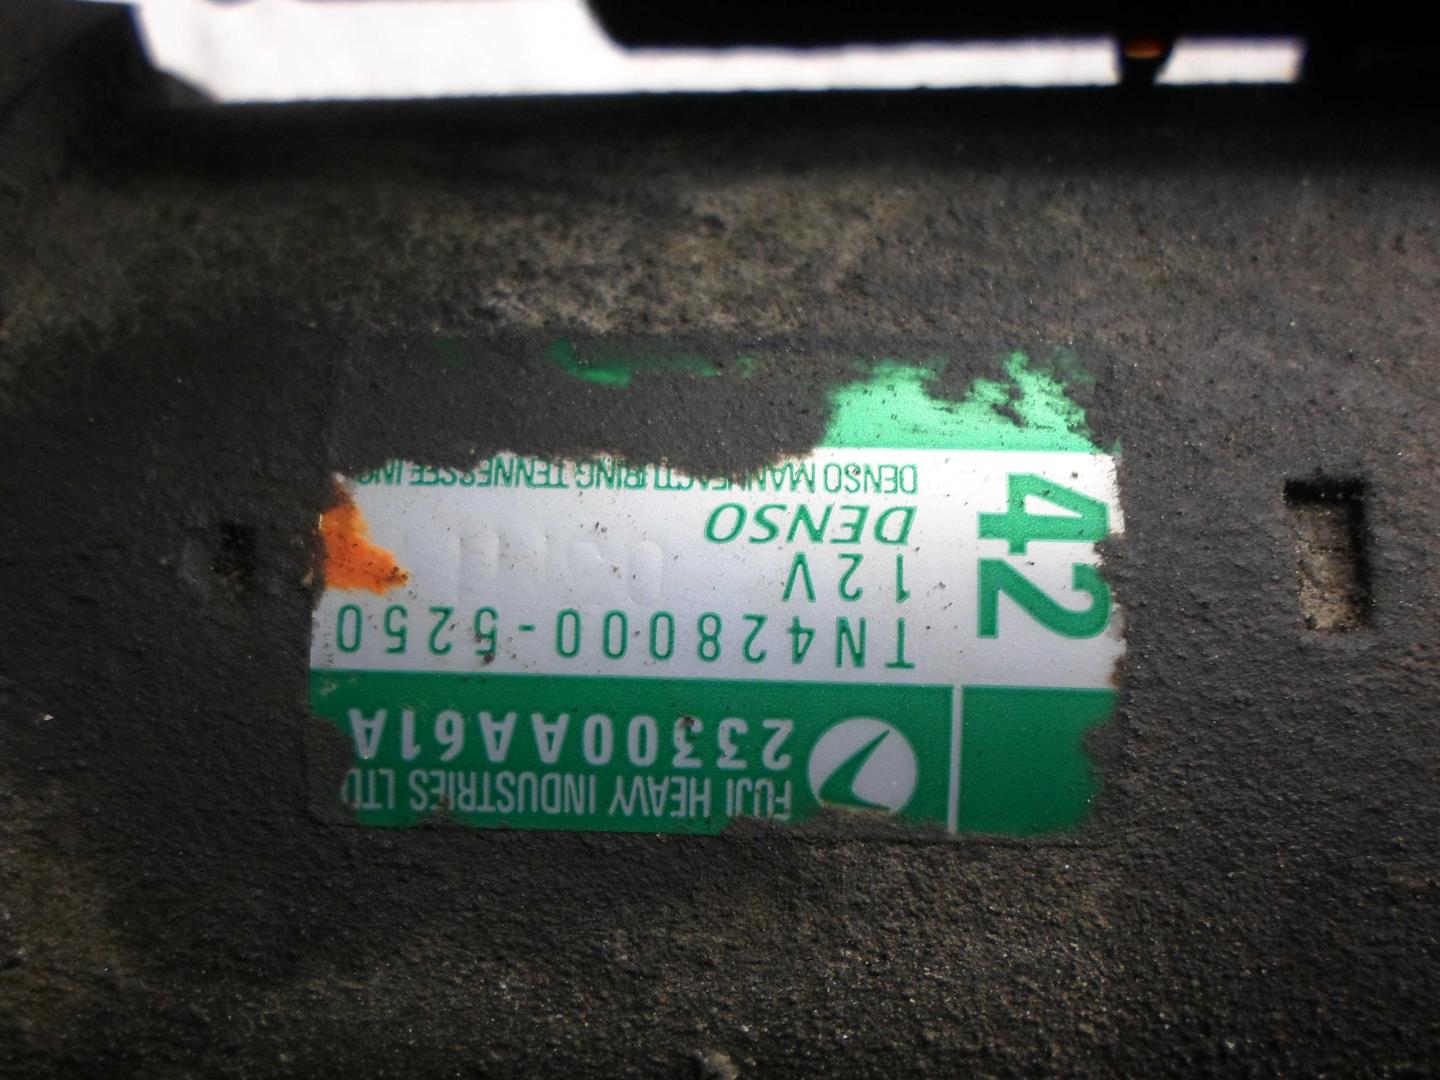 FUJI HEAVY INDUSTRIES LTD
23300AA61A
42
TN428000-5250
12V
DENSO
DENSO MANUFACTURING TENNESSEE INC